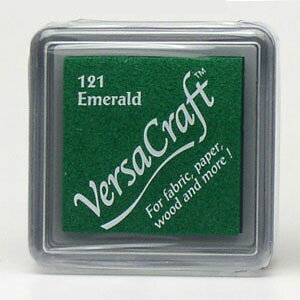 121
Emerald
VersaCraft™
For fabric, paper,
wood and more !